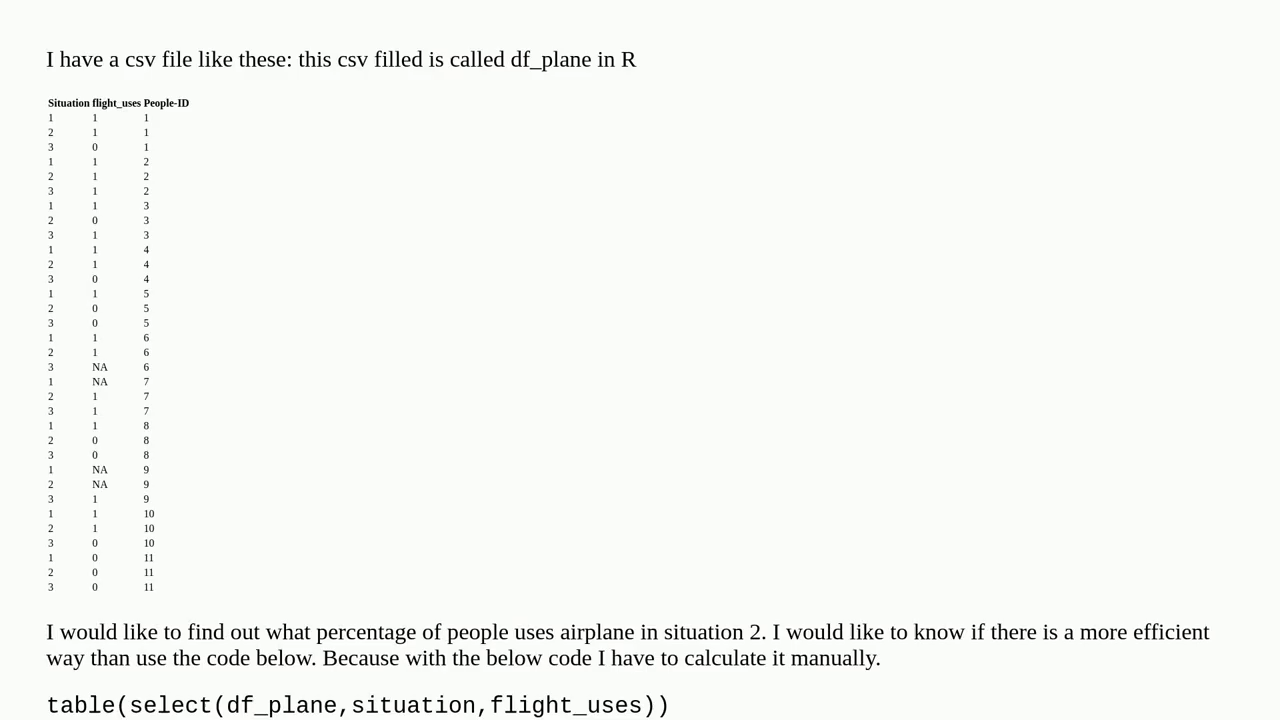 I have a csv file like these: this csv filled is called df_plane in R
Situation flight_uses People-ID
1 1 1
2 1 1
3 0 1
1 1 2
2 1 2
3 1 2
1 1 3
2 0 3
3 1 3
1 1 4
2 1 4
3 0 4
1 1 5
2 0 5
3 0 5
1 1 6
2 1 6
3 NA 6
1 NA 7
2 1 7
3 1 7
1 1 8
2 0 8
3 0 8
1 NA 9
2 NA 9
3 1 9
1 1 10
2 1 10
3 0 10
1 0 11
2 0 11
3 0 11
I would like to find out what percentage of people uses airplane in situation 2. I would like to know if there is a more efficient
way than use the code below. Because with the below code I have to calculate it manually.
table(select(df_plane,situation,flight_uses))